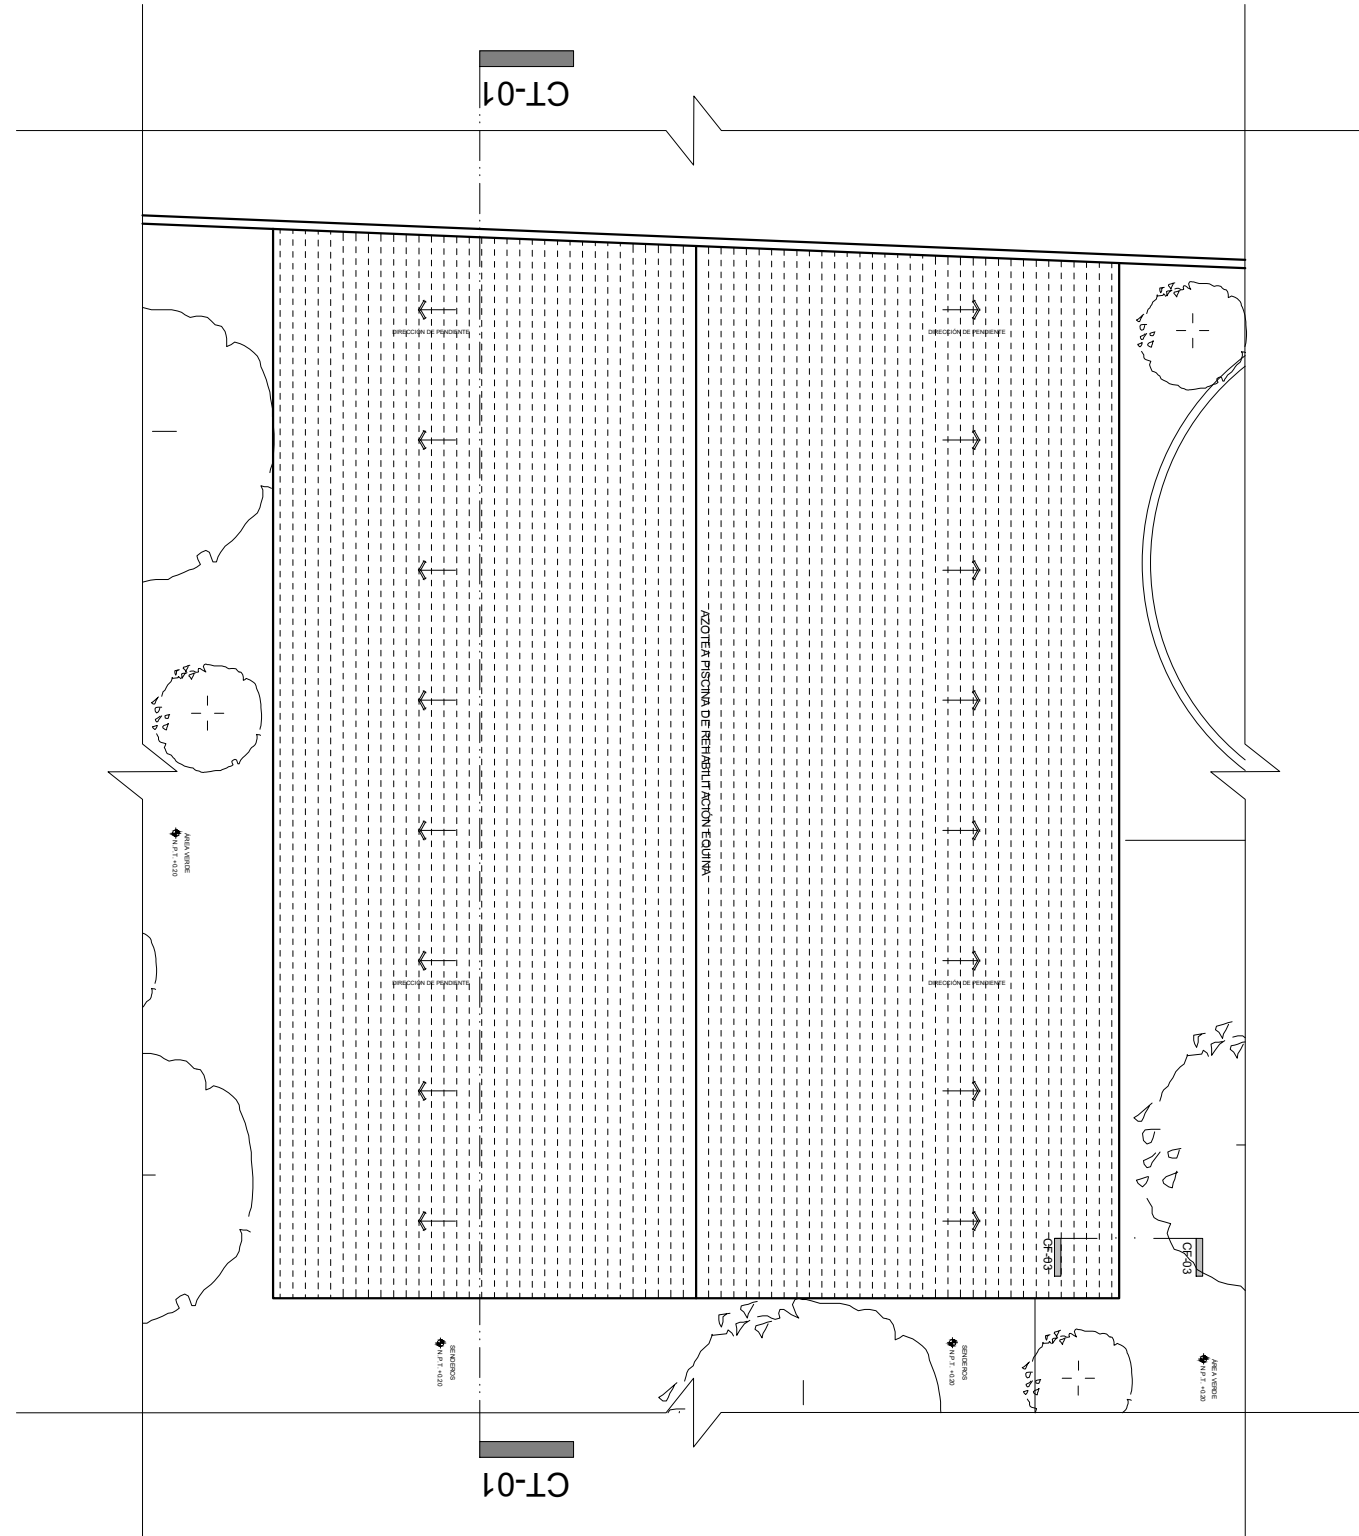 CT-01
DIRECCIÓN DE PENDIENTE
DIRECCIÓN DE PENDIENTE
AZOTEA PISCINA DE REHABILITACIÓN EQUINA
ÁREA VERDE
N.P.T. +0.20
DIRECCIÓN DE PENDIENTE
DIRECCIÓN DE PENDIENTE
CF-03
CF-03
SENDEROS
N.P.T. +0.20
SENDEROS
N.P.T. +0.20
ÁREA VERDE
N.P.T. +0.20
CT-01